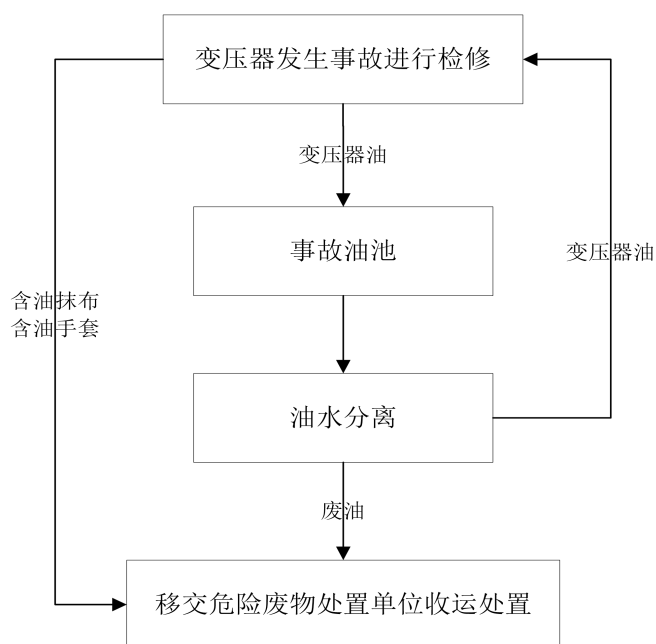 变压器发生事故进行检修
变压器油
事故油池
变压器油
含油抹布
含油手套
油水分离
废油
移交危险废物处置单位收运处置